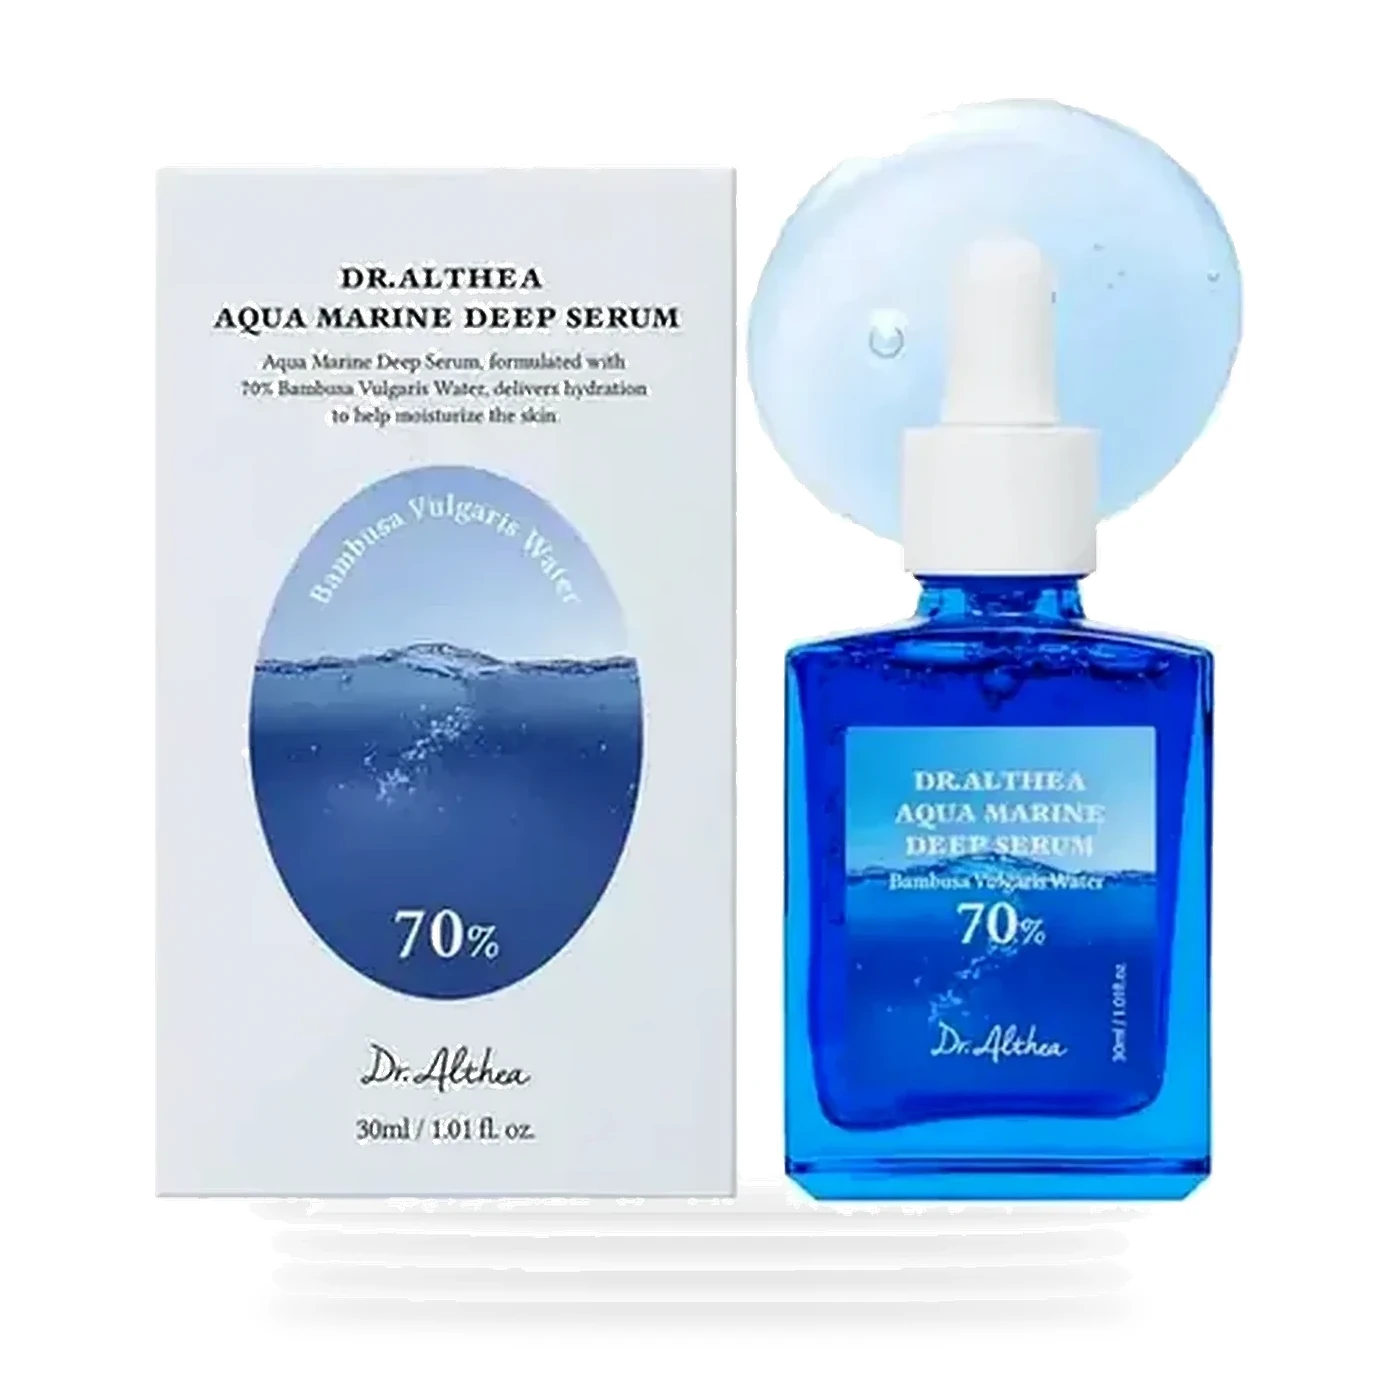 DR.ALTHEA
AQUA MARINE DEEP SERUM
Aqua Marine Deep Serum, formulated with
70% Bambusa Vulgaris Water, delivers hydration
to help moisturize the skin.
Bambusa Vulgaris Water
70%
Dr.Althea
30ml / 1.01 fl. oz.
DR.ALTHEA
AQUA MARINE
DEEP SERUM
Bambusa Vulgaris Water
70%
Dr.Althea
30ml / 1.01fl.oz